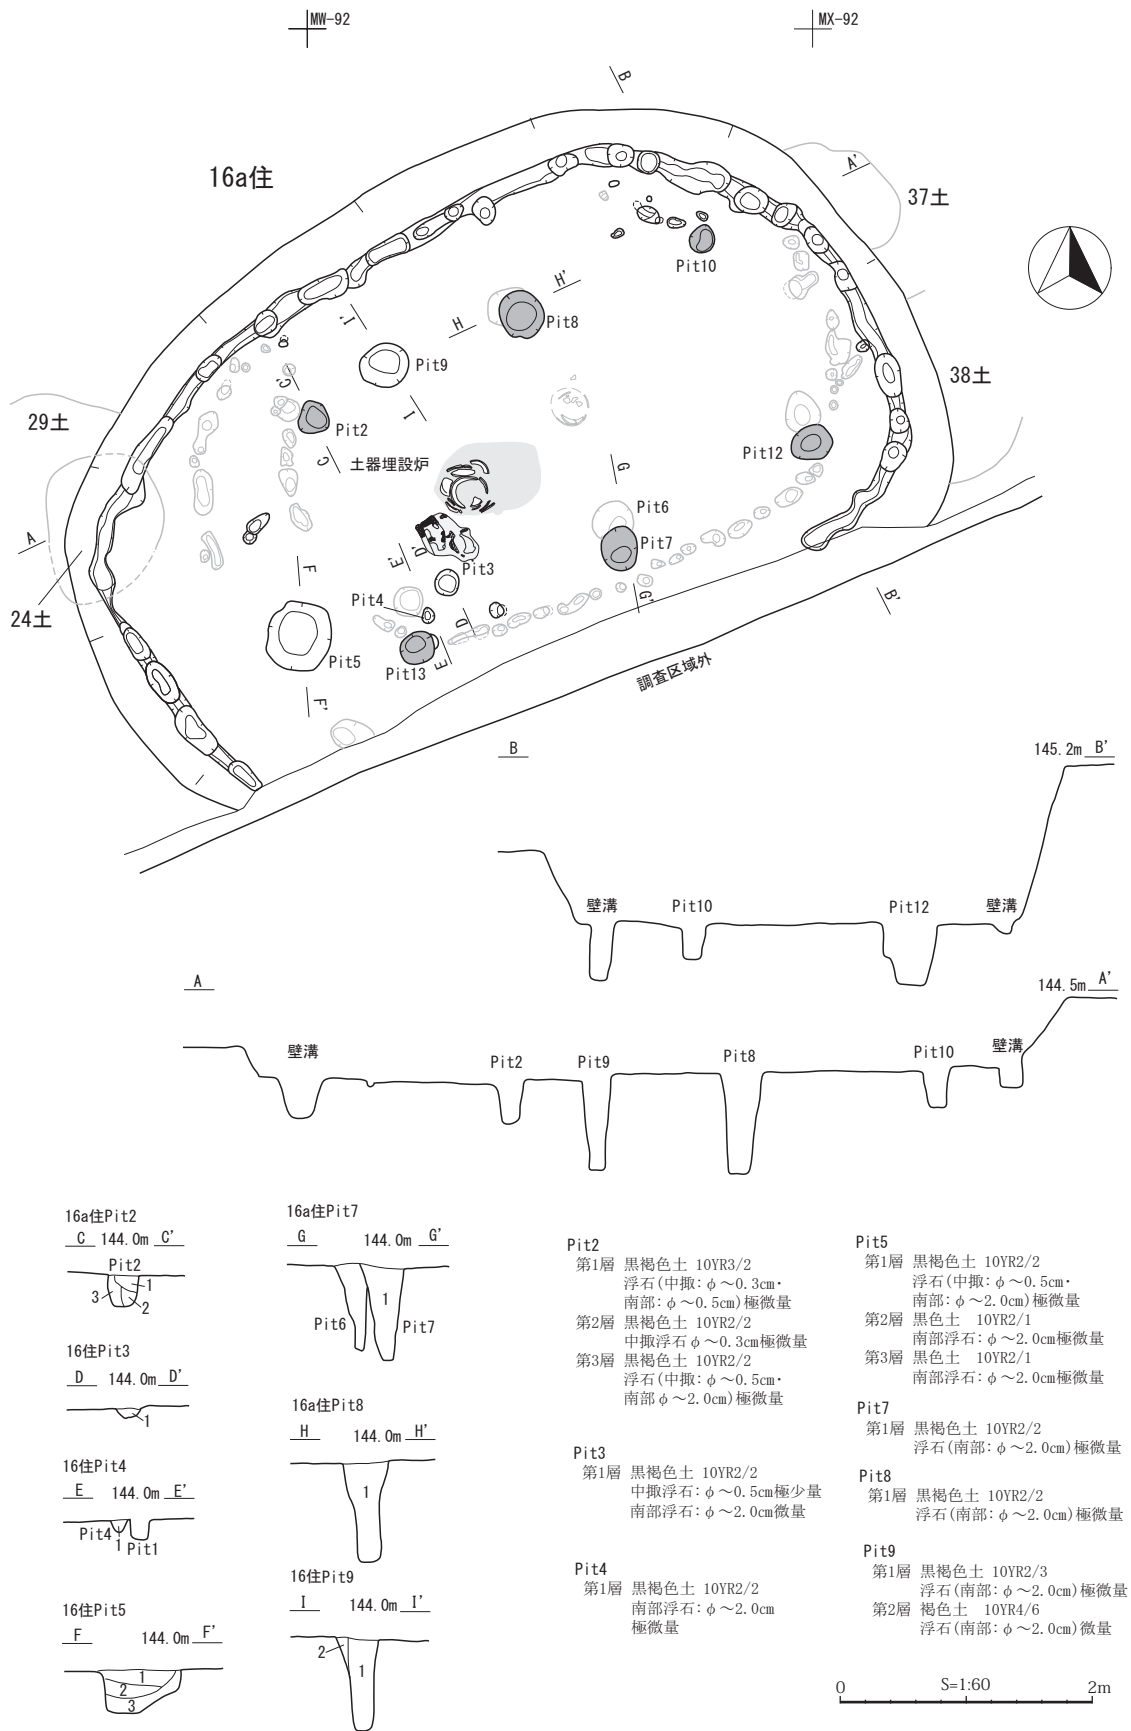 MW-92
MX-92
B
16a住
A'
37土
Pit10
H'
H
Pit8
I'
Pit9
C'
38土
I
29土
Pit2
Pit12
C
土器埋設炉
G
Pit6
A
D'
Pit7
E'
Pit3
F
Pit4
G'
B'
24土
D
Pit5
E
Pit13
F'
調査区域外
B
145.2m B'
壁溝
Pit10
Pit12
壁溝
A
144.5m A'
壁溝
Pit2
Pit9
Pit8
Pit10
壁溝
16a住Pit2
C 144.0m C'
Pit2
1
3
2
16住Pit3
D 144.0m D'
1
16住Pit4
E 144.0m E'
Pit4
1
Pit1
16住Pit5
F 144.0m F'
1
2
3
16a住Pit7
G 144.0m G'
1
Pit6
Pit7
16a住Pit8
H 144.0m H'
1
16住Pit9
I 144.0m I'
2
1
Pit2
第1層 黒褐色土 10YR3/2
浮石(中掫:φ～0.3cm・
南部:φ～0.5cm)極微量
第2層 黒褐色土 10YR2/2
中掫浮石φ～0.3cm極微量
第3層 黒褐色土 10YR2/2
浮石(中掫:φ～0.5cm・
南部φ～2.0cm)極微量
Pit3
第1層 黒褐色土 10YR2/2
中掫浮石:φ～0.5cm極少量
南部浮石:φ～2.0cm微量
Pit4
第1層 黒褐色土 10YR2/2
南部浮石:φ～2.0cm
極微量
Pit5
第1層 黒褐色土 10YR2/2
浮石(中掫:φ～0.5cm・
南部:φ～2.0cm)極微量
第2層 黒褐色土 10YR2/1
南部浮石:φ～2.0cm極微量
第3層 黒色土 10YR2/1
南部浮石:φ～2.0cm極微量
Pit7
第1層 黒褐色土 10YR2/2
浮石(南部:φ～2.0cm)極微量
Pit8
第1層 黒褐色土 10YR2/2
浮石(南部:φ～2.0cm)極微量
Pit9
第1層 黒褐色土 10YR2/3
浮石(南部:φ～2.0cm)極微量
第2層 褐色土 10YR4/6
浮石(南部:φ～2.0cm)微量
0 S=1:60 2m